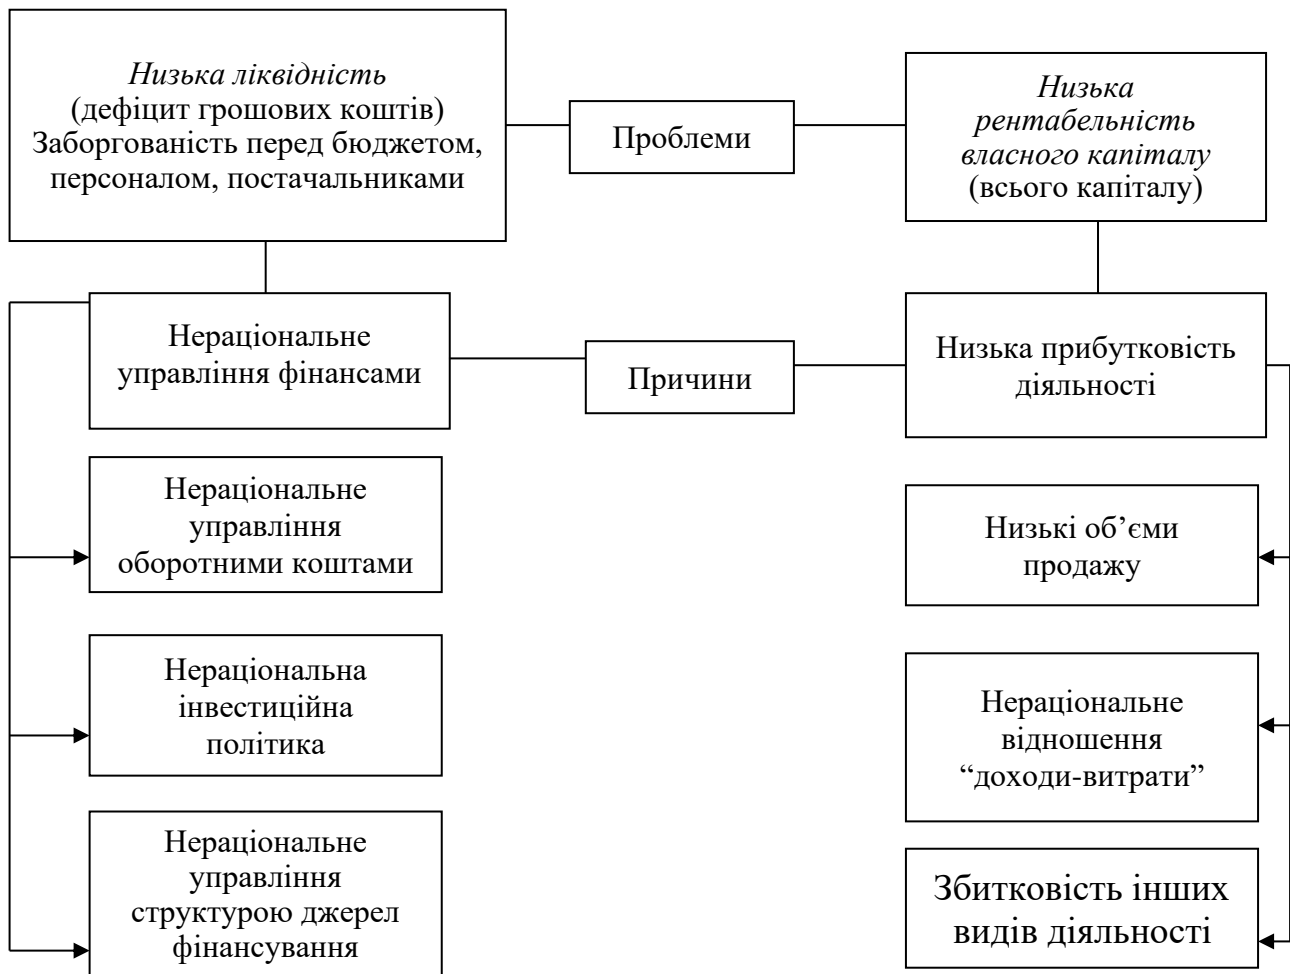 Низька ліквідність
(дефіцит грошових коштів)
Заборгованість перед бюджетом,
персоналом, постачальниками
Проблеми
Низька
рентабельність
власного капіталу
(всього капіталу)
Нераціональне
управління фінансами
Причини
Низька прибутковість
діяльності
Нераціональне
управління
оборотними коштами
Низькі об’єми
продажу
Нераціональна
інвестиційна
політика
Нераціональне
відношення
“доходи-витрати”
Нераціональне
управління
структурою джерел
фінансування
Збитковість інших
видів діяльності